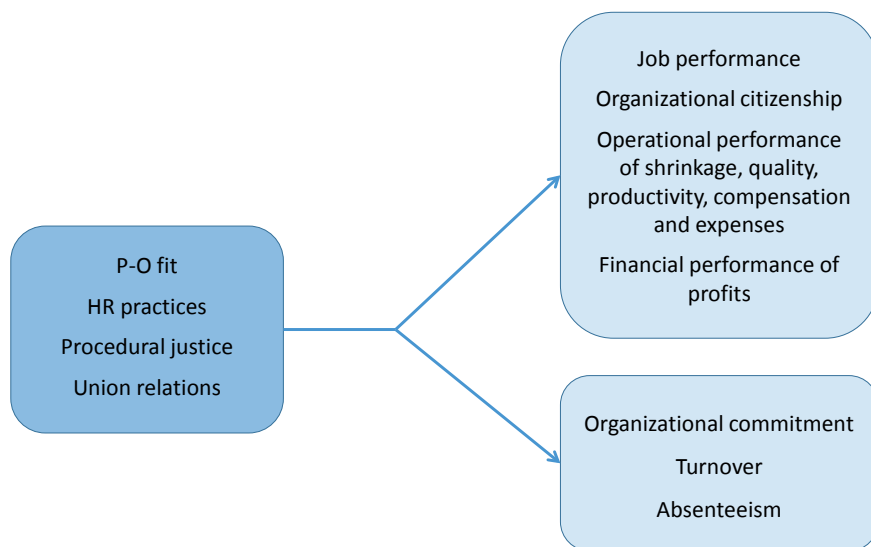 P-O fit
HR practices
Procedural justice
Union relations
Job performance
Organizational citizenship
Operational performance
of shrinkage, quality,
productivity, compensation
and expenses
Financial performance of
profits
Organizational commitment
Turnover
Absenteeism